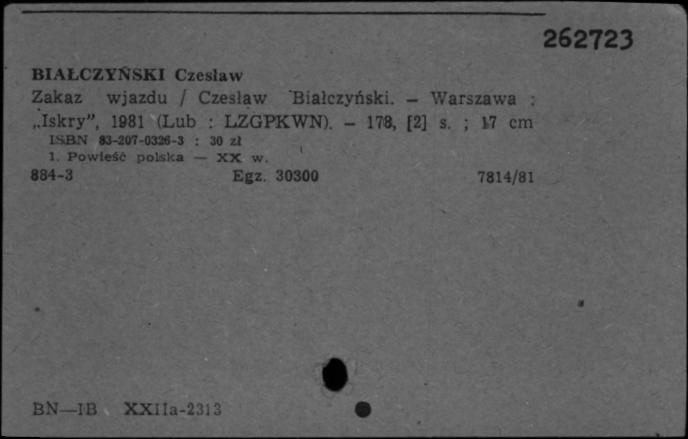 262723
BIAŁCZYŃSKI Czesław
Zakaz wjazdu / Czesław Białczyński. — Warszawa :
„Iskry”, 1981 (Lub : LZGPKWN). — 178, [2] s. ; 17 cm
ISBN 83-207-0326-3 : 30 zł
1. Powieść polska — XX w.
884-3 Egz. 30300 7814/81
BN—IB XXIIa-2313